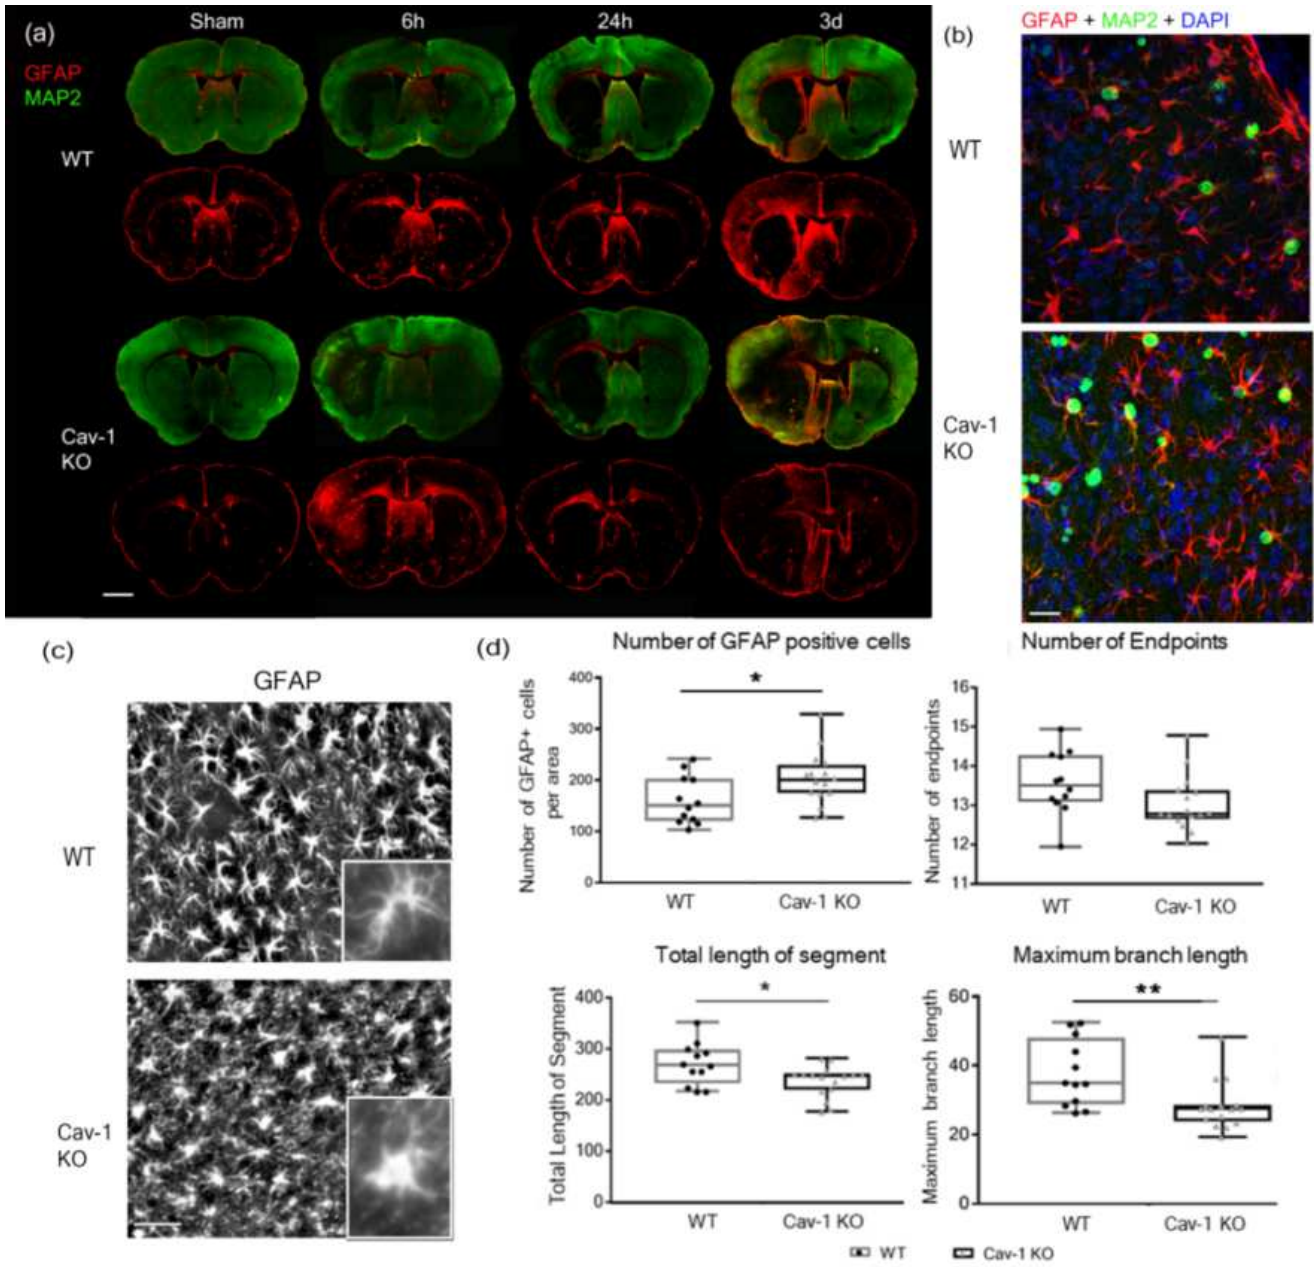 (a)
Sham 6h 24h 3d
GFAP
MAP2
WT
Cav-1
KO
(b)
GFAP + MAP2 + DAPI
WT
Cav-1
KO
(c)
GFAP
WT
Cav-1
KO
(d)
Number of GFAP positive cells
Number of GFAP+ cells
per area
400
300
200
100
0
*
WT Cav-1 KO
Number of Endpoints
Number of endpoints
16
15
14
13
12
11
WT Cav-1 KO
Total length of segment
Total Length of Segment
400
300
200
100
0
*
WT Cav-1 KO
Maximum branch length
Maximum branch length
60
40
20
0
**
WT Cav-1 KO
WT Cav-1 KO